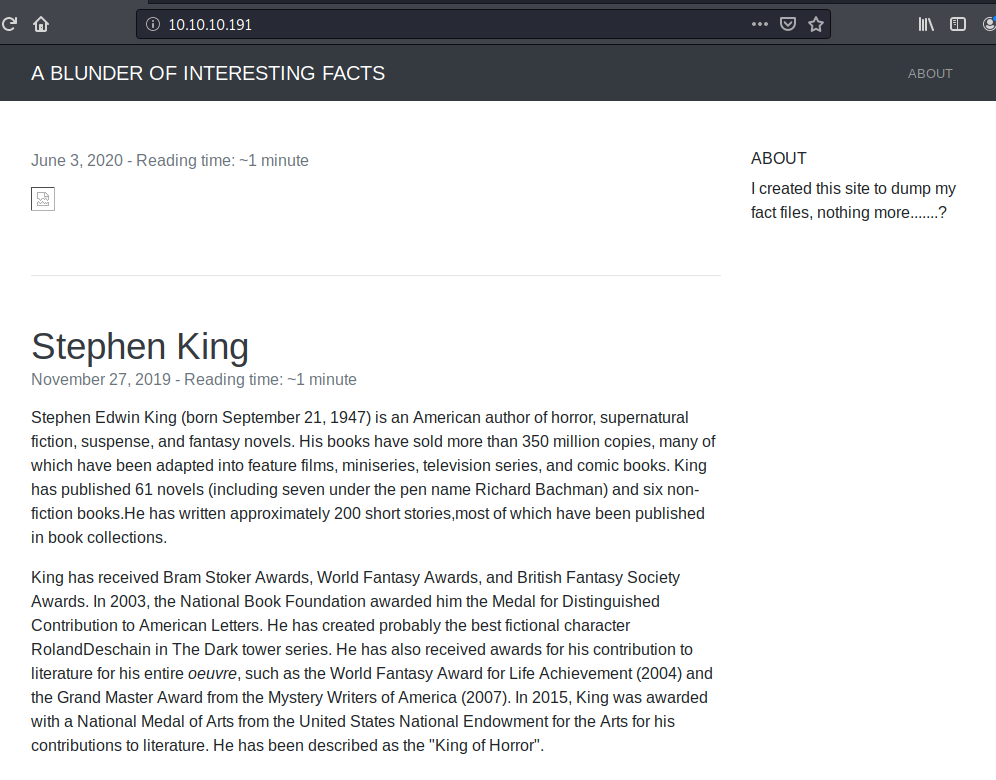 10.10.10.191
A BLUNDER OF INTERESTING FACTS
ABOUT
June 3, 2020 - Reading time: ~1 minute
ABOUT
I created this site to dump my
fact files, nothing more.......?
Stephen King
November 27, 2019 - Reading time: ~1 minute
Stephen Edwin King (born September 21, 1947) is an American author of horror, supernatural
fiction, suspense, and fantasy novels. His books have sold more than 350 million copies, many of
which have been adapted into feature films, miniseries, television series, and comic books. King
has published 61 novels (including seven under the pen name Richard Bachman) and six non-
fiction books.He has written approximately 200 short stories,most of which have been published
in book collections.
King has received Bram Stoker Awards, World Fantasy Awards, and British Fantasy Society
Awards. In 2003, the National Book Foundation awarded him the Medal for Distinguished
Contribution to American Letters. He has created probably the best fictional character
RolandDeschain in The Dark tower series. He has also received awards for his contribution to
literature for his entire oeuvre, such as the World Fantasy Award for Life Achievement (2004) and
the Grand Master Award from the Mystery Writers of America (2007). In 2015, King was awarded
with a National Medal of Arts from the United States National Endowment for the Arts for his
contributions to literature. He has been described as the "King of Horror".